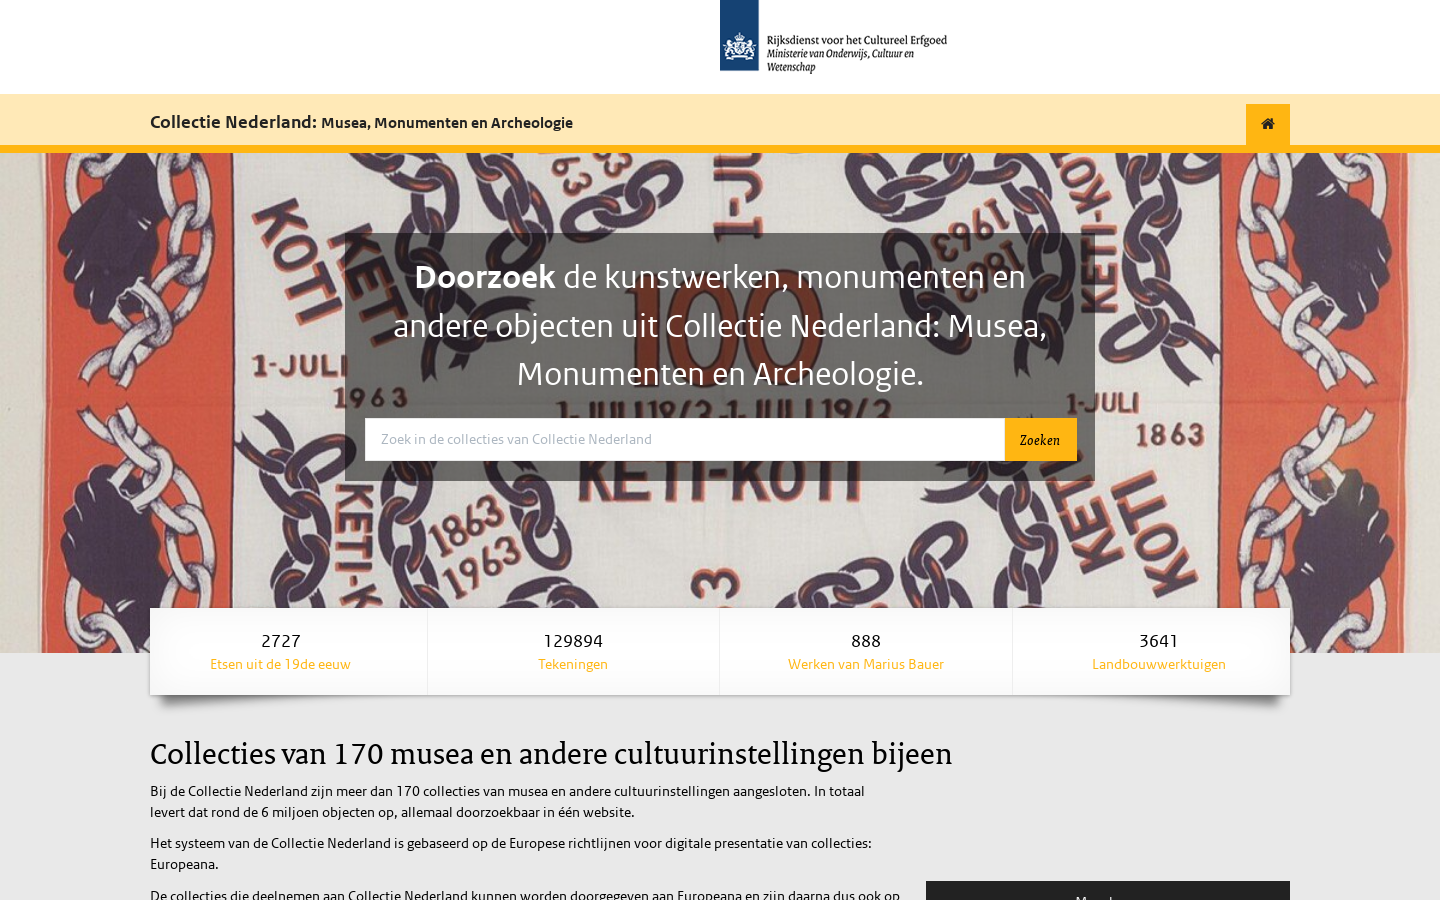 Rijksdienst voor het Cultureel Erfgoed
Ministerie van Onderwijs, Cultuur en
Wetenschap
Collectie Nederland: Musea, Monumenten en Archeologie
KOTI
KETI
1-JULI
1963
1863
1963
KETI-KOTI
100
Doorzoek de kunstwerken, monumenten en
andere objecten uit Collectie Nederland: Musea,
Monumenten en Archeologie.
1-JULI
1863
Zoek in de collecties van Collectie Nederland
Zoeken
KETI-KOTI
1863
1963
KETI
KOTI
2727
Etsen uit de 19de eeuw
129894
Tekeningen
888
Werken van Marius Bauer
3641
Landbouwwerktuigen
Collecties van 170 musea en andere cultuurinstellingen bijeen
Bij de Collectie Nederland zijn meer dan 170 collecties van musea en andere cultuurinstellingen aangesloten. In totaal
levert dat rond de 6 miljoen objecten op, allemaal doorzoekbaar in één website.
Het systeem van de Collectie Nederland is gebaseerd op de Europese richtlijnen voor digitale presentatie van collecties:
Europeana.
De collecties die deelnemen aan Collectie Nederland kunnen worden doorgegeven aan Europeana en zijn daarna dus ook op